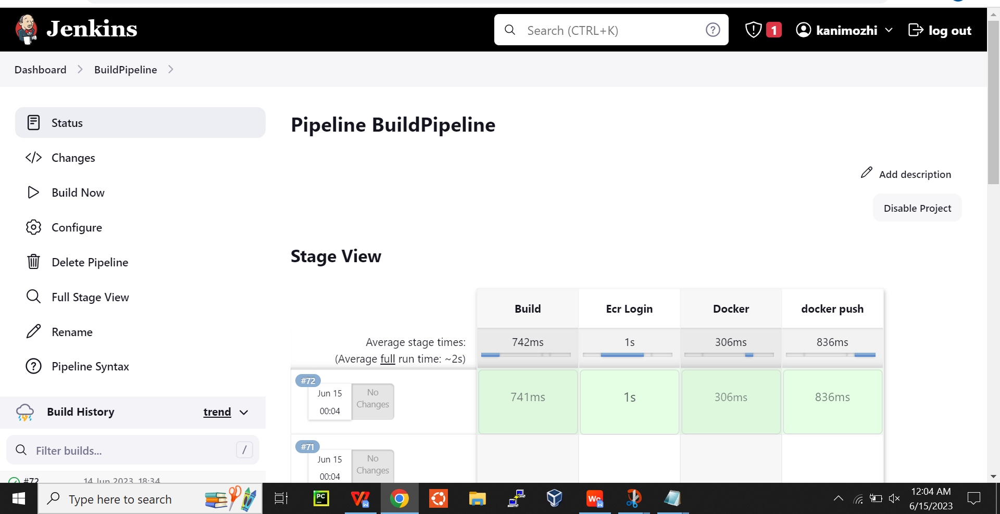 Jenkins
Search (CTRL+K)
1
kanimozhi
log out
Dashboard
BuildPipeline
Status
Changes
Build Now
Configure
Delete Pipeline
Full Stage View
Rename
Pipeline Syntax
Build History
trend
Filter builds...
/
#72
14 Jun 2023, 18:34
Pipeline BuildPipeline
Add description
Disable Project
Stage View
Build
Ecr Login
Docker
docker push
Average stage times:
(Average full run time: ~2s)
742ms
1s
306ms
836ms
#72
Jun 15
00:04
No
Changes
741ms
1s
306ms
836ms
#71
Jun 15
00:04
No
Changes
Type here to search
PC
W
Wc
12:04 AM
6/15/2023